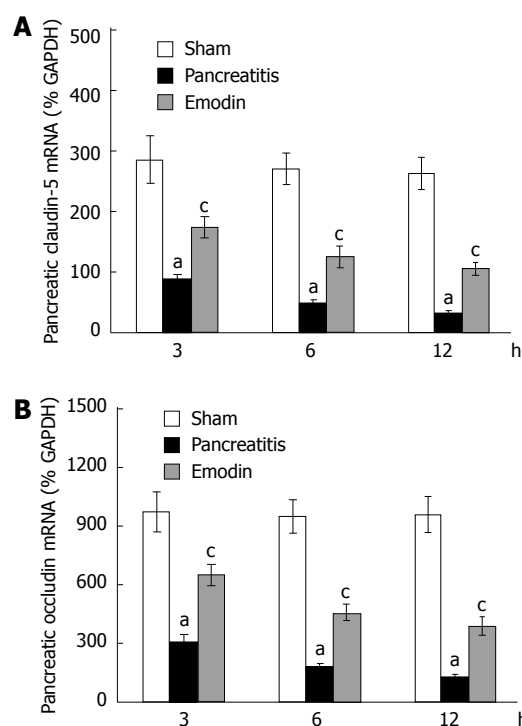 A
500
400
300
200
100
0
Pancreatic claudin-5 mRNA (% GAPDH)
Sham
Pancreatitis
Emodin
a c a c a c
3 6 12 h
B
1500
1200
900
600
300
0
Pancreatic occludin mRNA (% GAPDH)
Sham
Pancreatitis
Emodin
a c a c a c
3 6 12 h